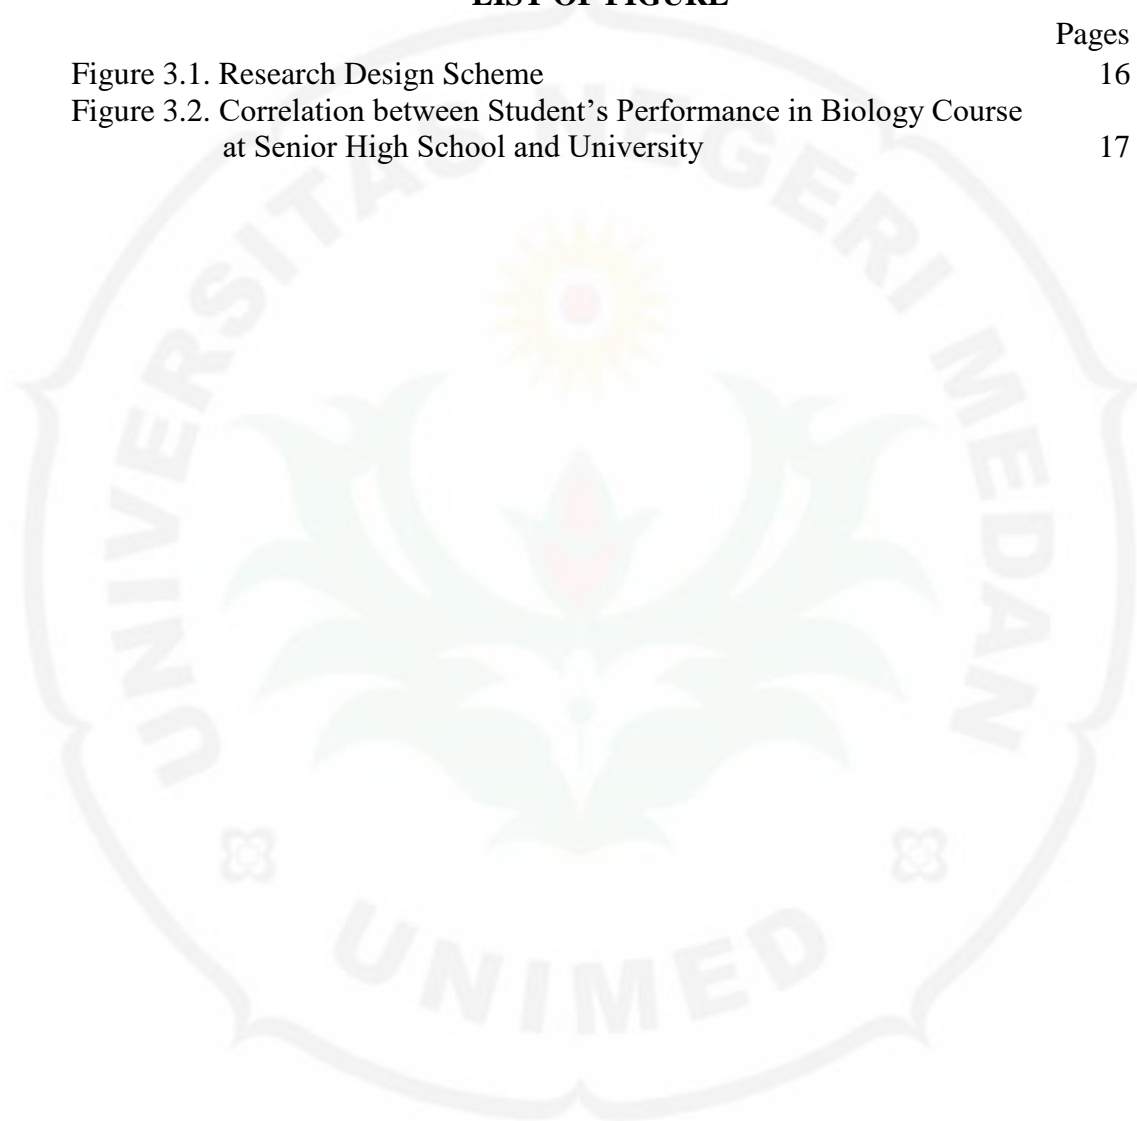 LIST OF FIGURE
Pages
Figure 3.1. Research Design Scheme 16
Figure 3.2. Correlation between Student’s Performance in Biology Course
at Senior High School and University 17
UNIVERSITAS NEGERI MEDAN
UNIMED